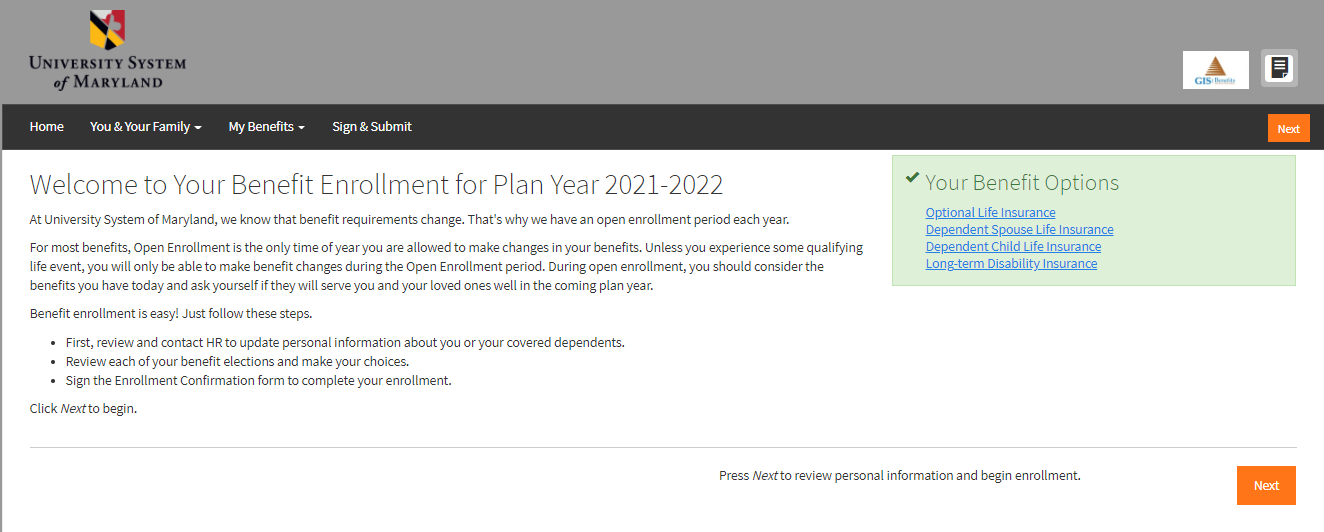 UNIVERSITY SYSTEM
of MARYLAND
GIS Benefits
Home You & Your Family My Benefits Sign & Submit Next
Welcome to Your Benefit Enrollment for Plan Year 2021-2022
At University System of Maryland, we know that benefit requirements change. That's why we have an open enrollment period each year.
For most benefits, Open Enrollment is the only time of year you are allowed to make changes in your benefits. Unless you experience some qualifying
life event, you will only be able to make benefit changes during the Open Enrollment period. During open enrollment, you should consider the
benefits you have today and ask yourself if they will serve you and your loved ones well in the coming plan year.
Benefit enrollment is easy! Just follow these steps.
• First, review and contact HR to update personal information about you or your covered dependents.
• Review each of your benefit elections and make your choices.
• Sign the Enrollment Confirmation form to complete your enrollment.
Click Next to begin.
Your Benefit Options
Optional Life Insurance
Dependent Spouse Life Insurance
Dependent Child Life Insurance
Long-term Disability Insurance
Press Next to review personal information and begin enrollment.
Next